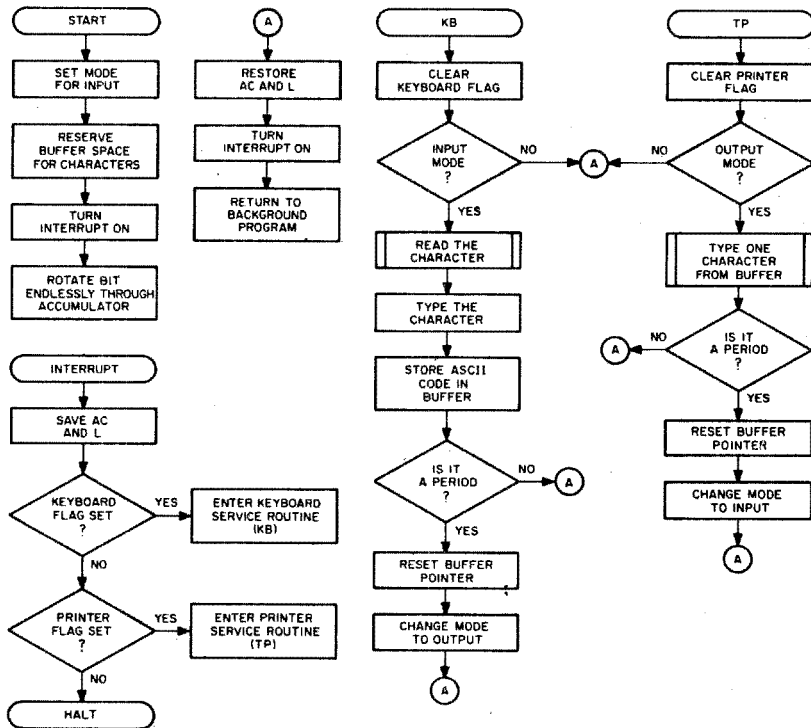 START
SET MODE
FOR INPUT
RESERVE
BUFFER SPACE
FOR CHARACTERS
TURN
INTERRUPT ON
ROTATE BIT
ENDLESSLY THROUGH
ACCUMULATOR
A
RESTORE
AC AND L
TURN
INTERRUPT ON
RETURN TO
BACKGROUND
PROGRAM
INTERRUPT
SAVE AC
AND L
KEYBOARD
FLAG SET
?
YES
ENTER KEYBOARD
SERVICE ROUTINE
(KB)
NO
PRINTER
FLAG SET
?
YES
ENTER PRINTER
SERVICE ROUTINE
(TP)
NO
HALT
KB
CLEAR
KEYBOARD FLAG
INPUT
MODE
?
NO
A
YES
READ THE
CHARACTER
TYPE THE
CHARACTER
STORE ASCII
CODE IN
BUFFER
IS IT
A PERIOD
?
NO
A
YES
RESET BUFFER
POINTER
CHANGE MODE
TO OUTPUT
A
TP
CLEAR PRINTER
FLAG
OUTPUT
MODE
?
NO
YES
TYPE ONE
CHARACTER
FROM BUFFER
IS IT
A PERIOD
?
NO
A
YES
RESET BUFFER
POINTER
CHANGE MODE
TO INPUT
A